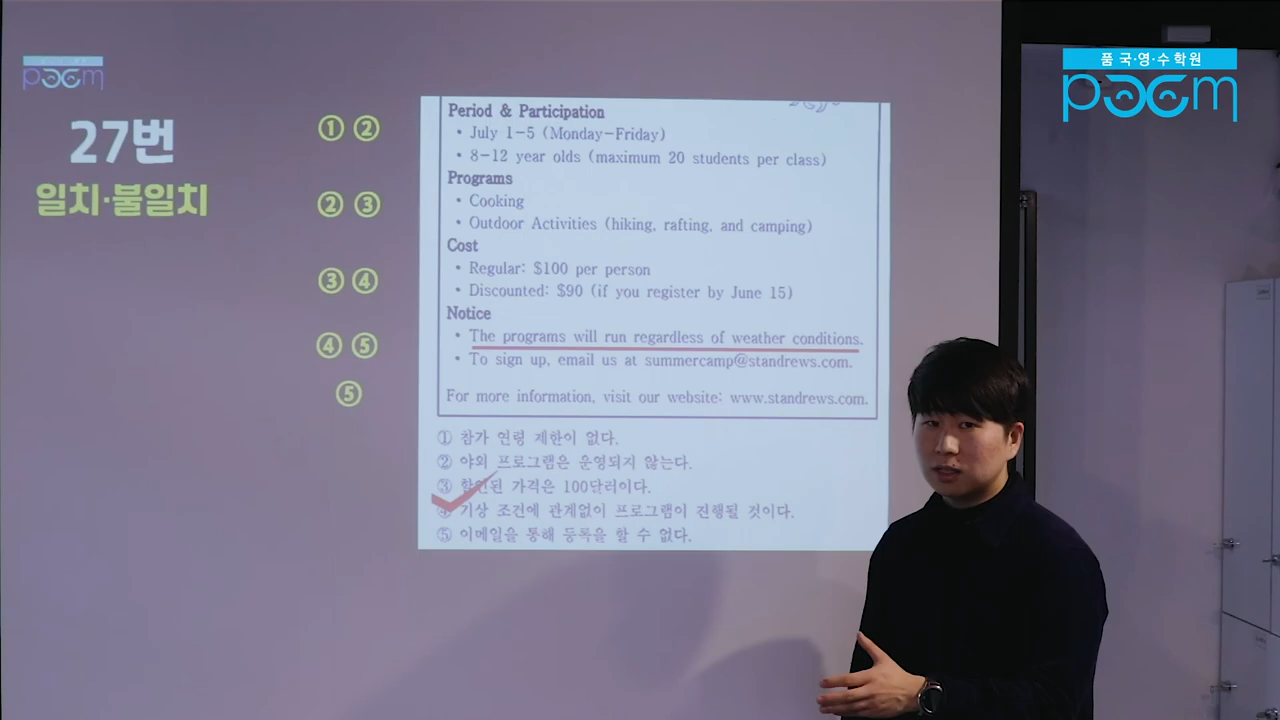 품 국·영·수 학원
poem
poem
27번
일치·불일치
① ②
② ③
③ ④
④ ⑤
⑤
Period & Participation
• July 1-5 (Monday-Friday)
• 8-12 year olds (maximum 20 students per class)
Programs
• Cooking
• Outdoor Activities (hiking, rafting, and camping)
Cost
• Regular: $100 per person
• Discounted: $90 (if you register by June 15)
Notice
• The programs will run regardless of weather conditions.
• To sign up, email us at summercamp@standrews.com.
For more information, visit our website: www.standrews.com.
① 참가 연령 제한이 없다.
② 야외 프로그램은 운영되지 않는다.
③ 할인된 가격은 100달러이다.
④ 기상 조건에 관계없이 프로그램이 진행될 것이다.
⑤ 이메일을 통해 등록을 할 수 없다.